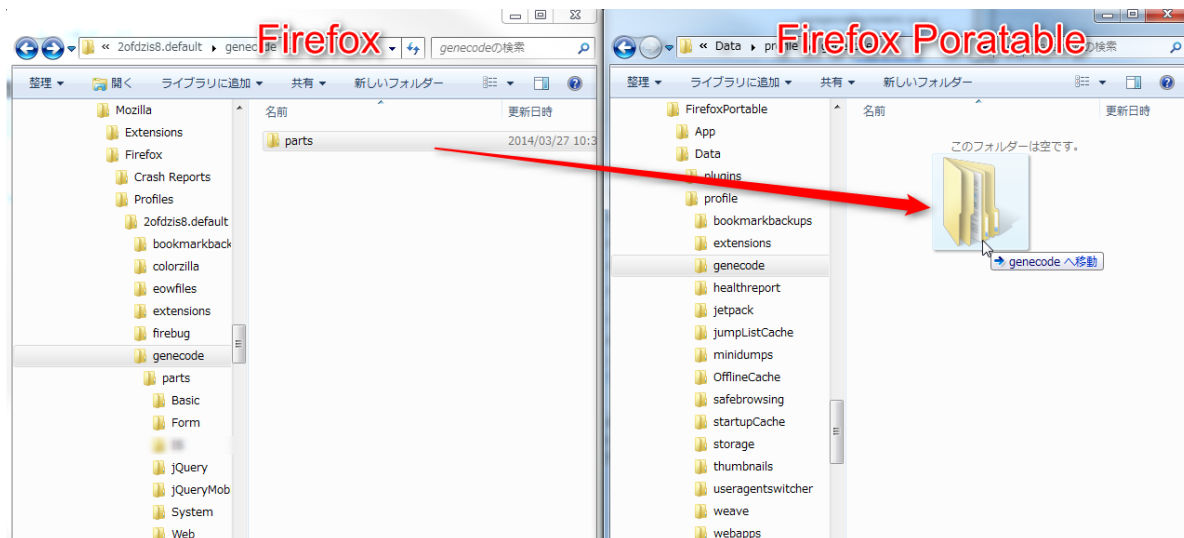 Firefox
« 2ofdzis8.default ▸ gene
genecodeの検索
整理 ▼ 開く ライブラリに追加 ▼ 共有 ▼ 新しいフォルダー
Mozilla
Extensions
Firefox
Crash Reports
Profiles
2ofdzis8.default
bookmarkback
colorzilla
eowfiles
extensions
firebug
genecode
parts
Basic
Form
jQuery
jQueryMob
System
Web
名前 更新日時
parts 2014/03/27 10:3
Firefox Poratable
« Data ▸ profile
の検索
整理 ▼ ライブラリに追加 ▼ 共有 ▼ 新しいフォルダー
FirefoxPortable
App
Data
plugins
profile
bookmarkbackups
extensions
genecode
healthreport
jetpack
jumpListCache
minidumps
OfflineCache
safebrowsing
startupCache
storage
thumbnails
useragentswitcher
weave
webapps
名前 更新日時
このフォルダーは空です。
genecode へ移動